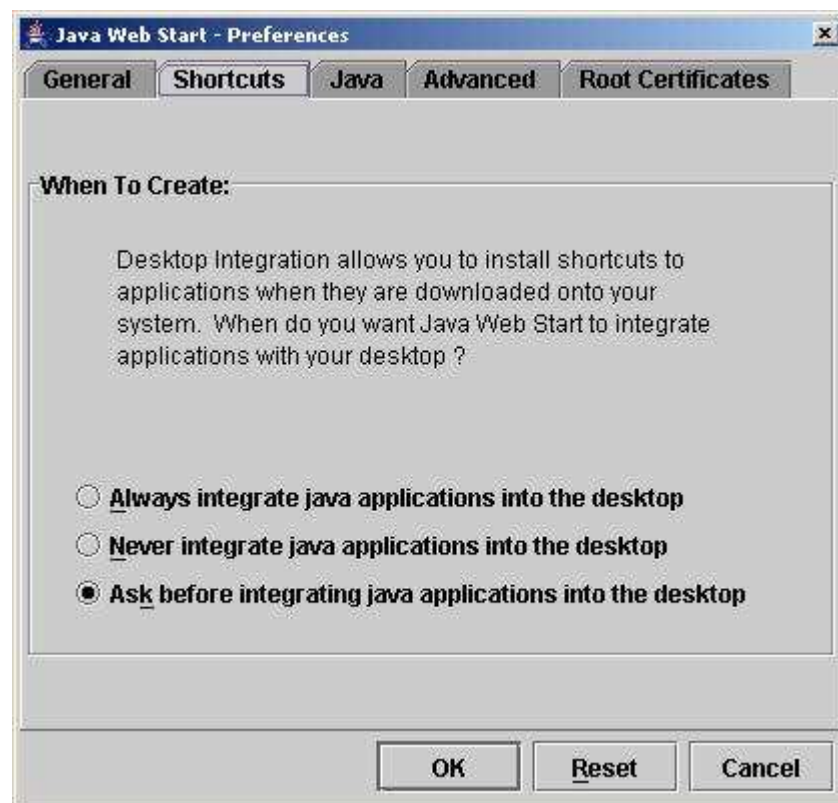 Java Web Start - Preferences
General Shortcuts Java Advanced Root Certificates
When To Create:
Desktop Integration allows you to install shortcuts to
applications when they are downloaded onto your
system. When do you want Java Web Start to integrate
applications with your desktop ?
Always integrate java applications into the desktop
Never integrate java applications into the desktop
Ask before integrating java applications into the desktop
OK Reset Cancel